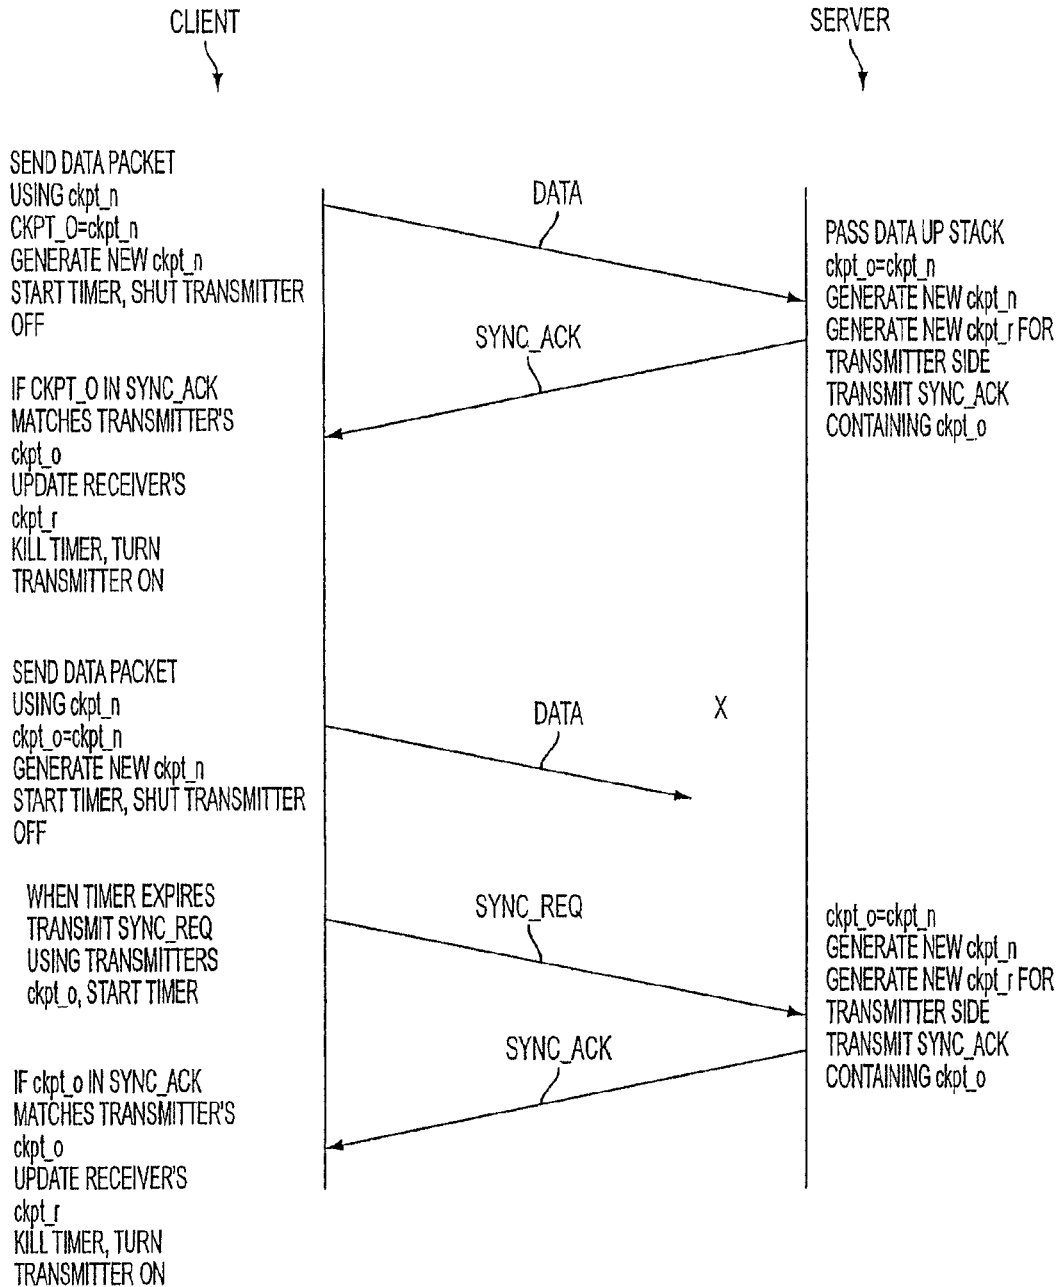 CLIENT
SERVER
SEND DATA PACKET
USING ckpt_n
CKPT_O=ckpt_n
GENERATE NEW ckpt_n
START TIMER, SHUT TRANSMITTER
OFF
DATA
PASS DATA UP STACK
ckpt_o=ckpt_n
GENERATE NEW ckpt_n
GENERATE NEW ckpt_r FOR
TRANSMITTER SIDE
TRANSMIT SYNC_ACK
CONTAINING ckpt_o
SYNC_ACK
IF CKPT_O IN SYNC_ACK
MATCHES TRANSMITTER'S
ckpt_o
UPDATE RECEIVER'S
ckpt_r
KILL TIMER, TURN
TRANSMITTER ON
SEND DATA PACKET
USING ckpt_n
ckpt_o=ckpt_n
GENERATE NEW ckpt_n
START TIMER, SHUT TRANSMITTER
OFF
DATA
X
WHEN TIMER EXPIRES
TRANSMIT SYNC_REQ
USING TRANSMITTERS
ckpt_o, START TIMER
SYNC_REQ
ckpt_o=ckpt_n
GENERATE NEW ckpt_n
GENERATE NEW ckpt_r FOR
TRANSMITTER SIDE
TRANSMIT SYNC_ACK
CONTAINING ckpt_o
SYNC_ACK
IF ckpt_o IN SYNC_ACK
MATCHES TRANSMITTER'S
ckpt_o
UPDATE RECEIVER'S
ckpt_r
KILL TIMER, TURN
TRANSMITTER ON